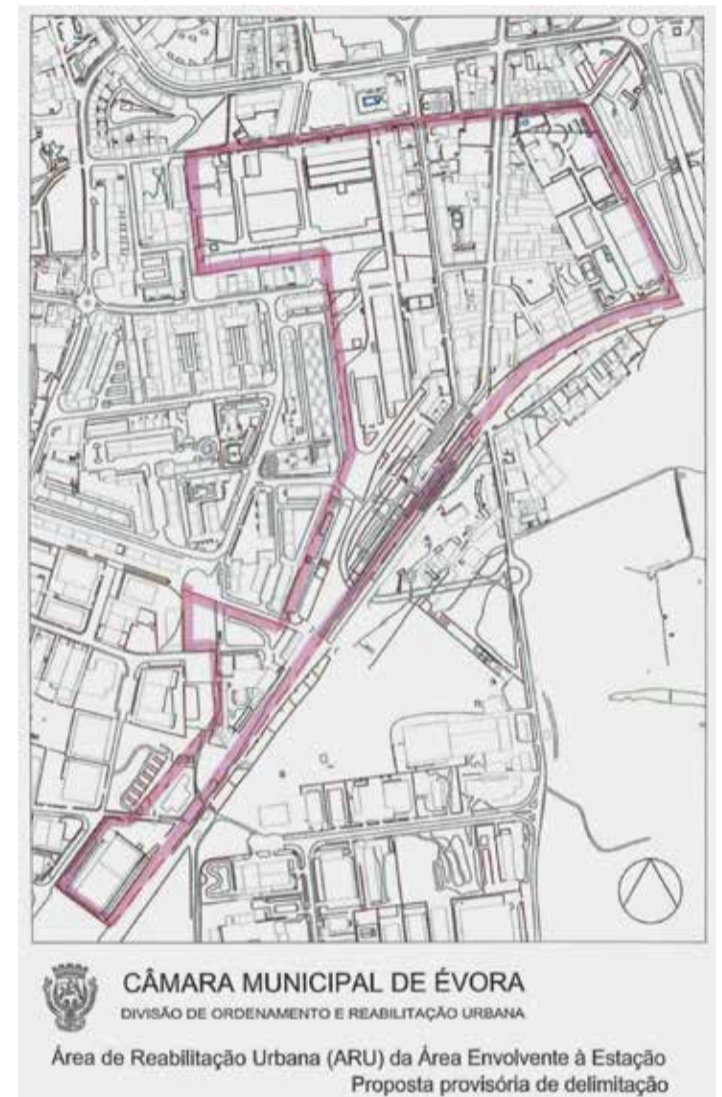 CÂMARA MUNICIPAL DE ÉVORA
DIVISÃO DE ORDENAMENTO E REABILITAÇÃO URBANA
Área de Reabilitação Urbana (ARU) da Área Envolvente à Estação
Proposta provisória de delimitação